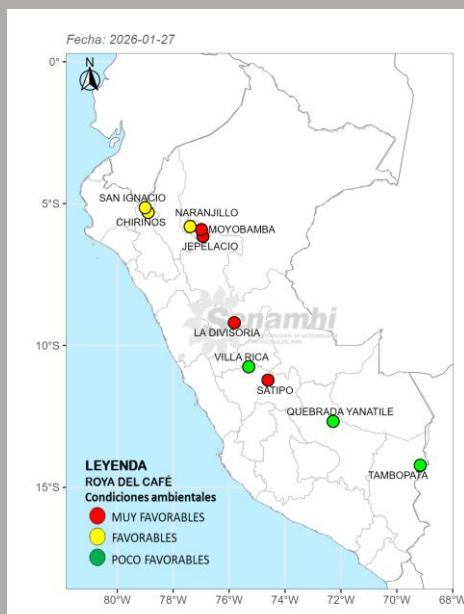 Fecha: 2026-01-27
0°
N
SAN IGNACIO
5°S
NARANJILLO
CHIRINOS
MOYOBAMBA
JEPELACIO
Senamhi
LA DIVISORIA
10°S
VILLA RICA
SATIPO
QUEBRADA YANATILE
TAMBOPATA
LEYENDA
ROYA DEL CAFÉ
Condiciones ambientales
15°S
MUY FAVORABLES
FAVORABLES
POCO FAVORABLES
80°W 78°W 76°W 74°W 72°W 70°W 68°W